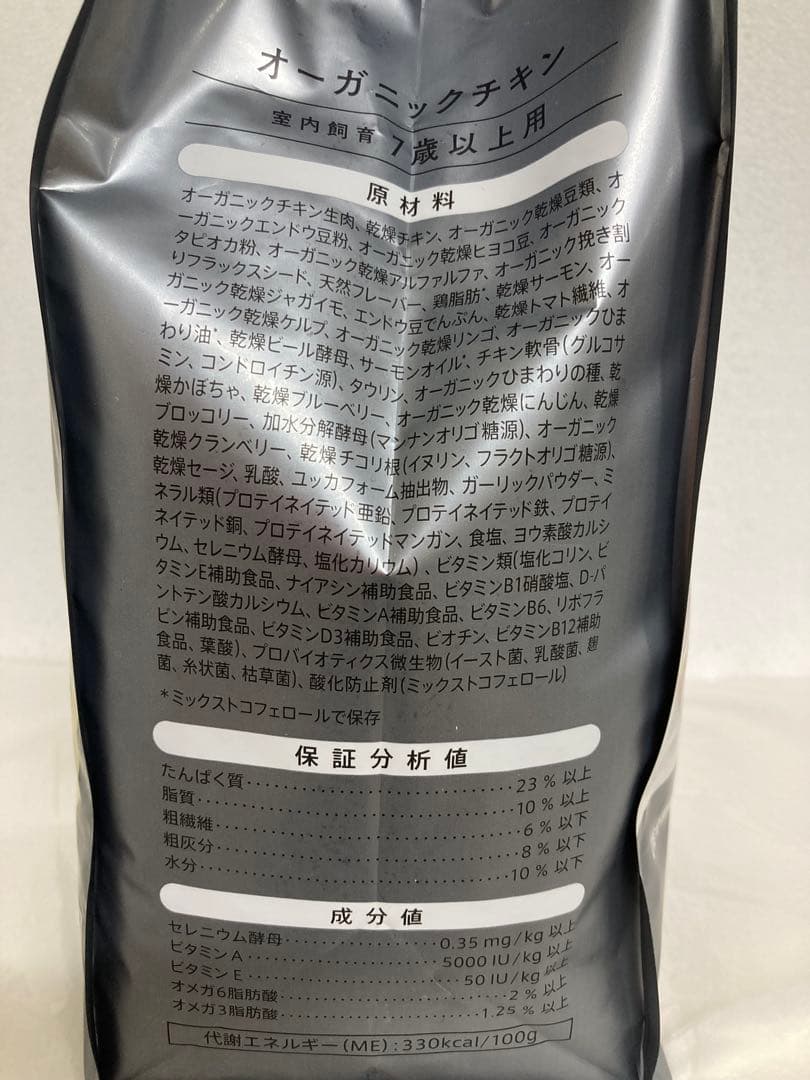 オーガニックチキン
室内飼育 7歳以上用
原材料
オーガニックチキン生肉、乾燥チキン、オーガニック乾燥豆類、オ
ーガニックエンドウ豆粉、オーガニック乾燥ヒヨコ豆、オーガニック
タピオカ粉、オーガニック乾燥アルファルファ、オーガニック挽き割
りフラックスシード、天然フレーバー、鶏脂肪*、乾燥サーモン、オー
ガニック乾燥ジャガイモ、エンドウ豆でんぷん、乾燥トマト繊維、オ
ーガニック乾燥ケルプ、オーガニック乾燥リンゴ、オーガニックひま
わり油*、乾燥ビール酵母、サーモンオイル*、チキン軟骨(グルコサ
ミン、コンドロイチン源)、タウリン、オーガニックひまわりの種、乾
燥かぼちゃ、乾燥ブルーベリー、オーガニック乾燥にんじん、乾燥
ブロッコリー、加水分解酵母(マンナンオリゴ糖源)、オーガニック
乾燥クランベリー、乾燥チコリ根(イヌリン、フラクトオリゴ糖源)、
乾燥セージ、乳酸、ユッカフォーム抽出物、ガーリックパウダー、ミ
ネラル類(プロテイネイテッド亜鉛、プロテイネイテッド鉄、プロテイ
ネイテッド銅、プロテイネイテッドマンガン、食塩、ヨウ素酸カルシ
ウム、セレニウム酵母、塩化カリウム)、ビタミン類(塩化コリン、ビ
タミンE補助食品、ナイアシン補助食品、ビタミンB1硝酸塩、D-パ
ントテン酸カルシウム、ビタミンA補助食品、ビタミンB6、リボフラ
ビン補助食品、ビタミンD3補助食品、ビオチン、ビタミンB12補助
食品、葉酸)、プロバイオティクス微生物(イースト菌、乳酸菌、麹
菌、糸状菌、枯草菌)、酸化防止剤(ミックストコフェロール)
*ミックストコフェロールで保存
保証分析値
たんぱく質 23%以上
脂質 10%以上
粗繊維 6%以下
粗灰分 8%以下
水分 10%以下
成分値
セレニウム酵母 0.35mg/kg以上
ビタミンA 5000IU/kg以上
ビタミンE 50IU/kg以上
オメガ6脂肪酸 2%以上
オメガ3脂肪酸 1.25%以上
代謝エネルギー(ME):330kcal/100g